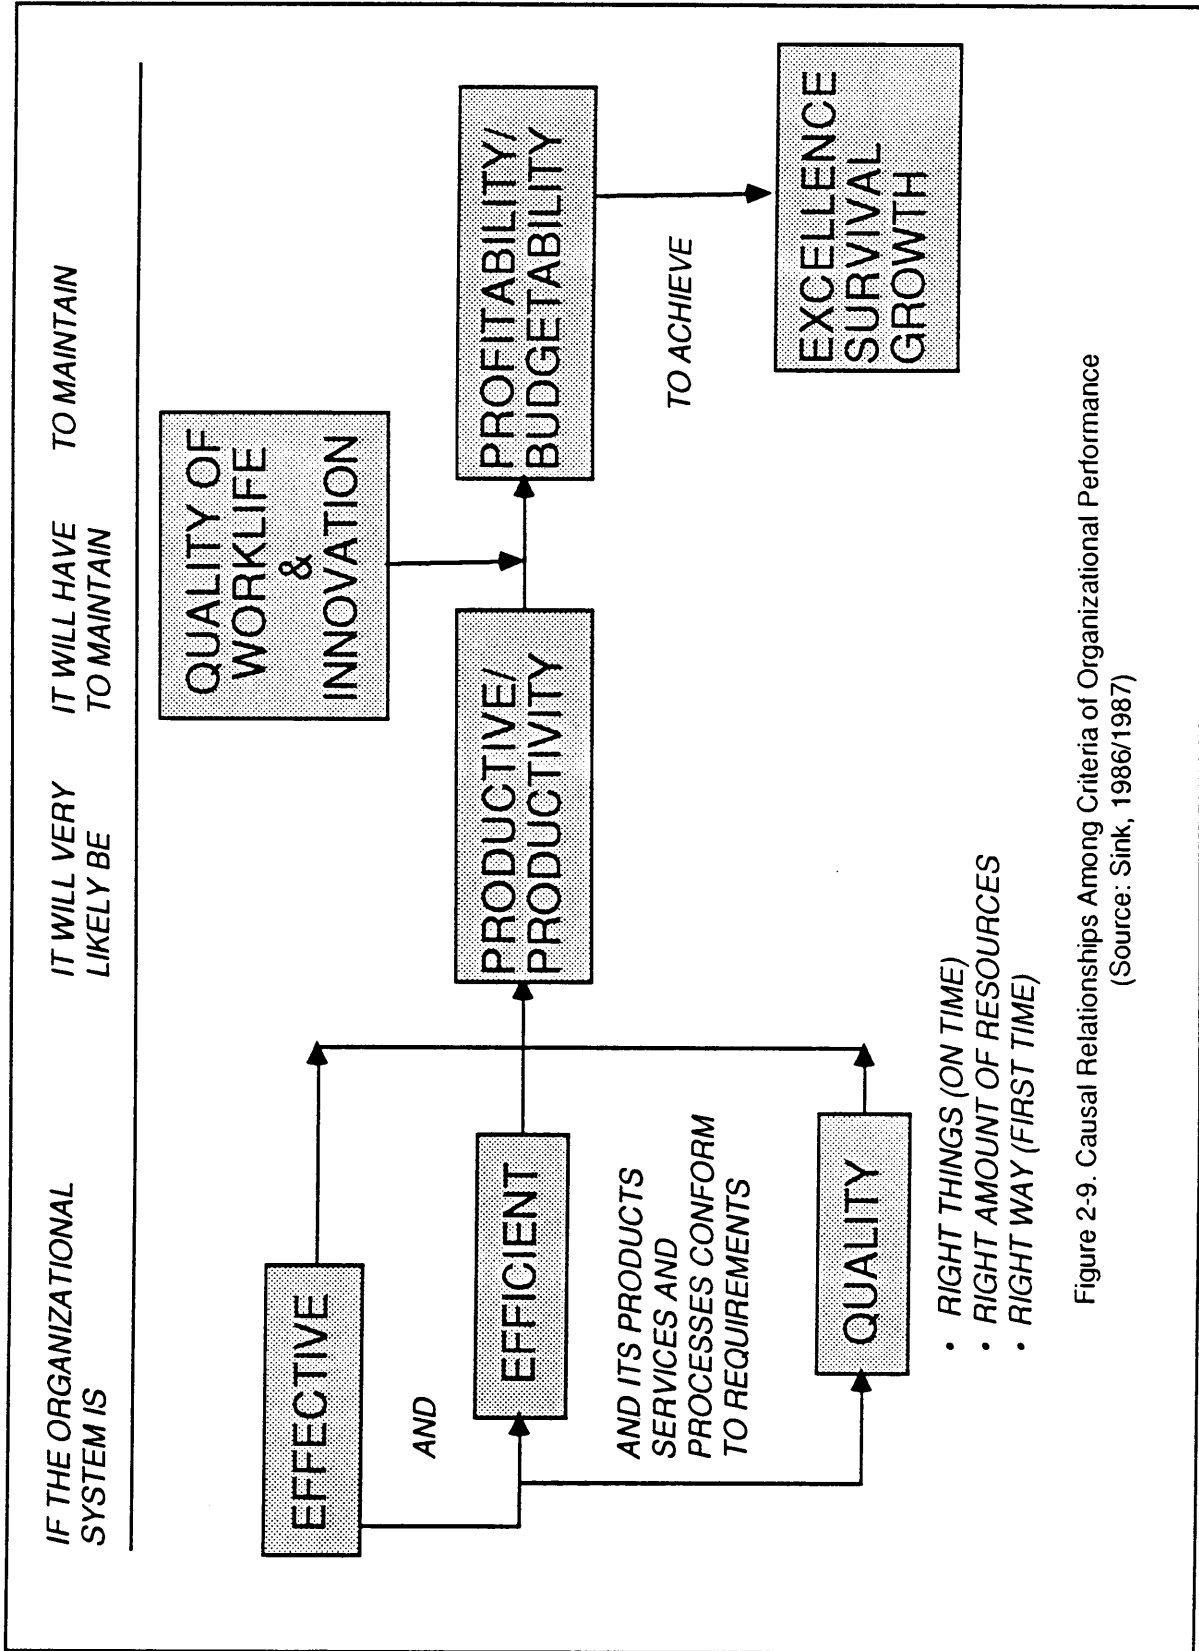 IF THE ORGANIZATIONAL
SYSTEM IS
IT WILL VERY
LIKELY BE
IT WILL HAVE
TO MAINTAIN
TO MAINTAIN
EFFECTIVE
AND
EFFICIENT
AND ITS PRODUCTS
SERVICES AND
PROCESSES CONFORM
TO REQUIREMENTS
QUALITY
PRODUCTIVE/
PRODUCTIVITY
QUALITY OF
WORKLIFE
&
INNOVATION
PROFITABILITY/
BUDGETABILITY
TO ACHIEVE
EXCELLENCE
SURVIVAL
GROWTH
• RIGHT THINGS (ON TIME)
• RIGHT AMOUNT OF RESOURCES
• RIGHT WAY (FIRST TIME)
Figure 2-9. Causal Relationships Among Criteria of Organizational Performance
(Source: Sink, 1986/1987)